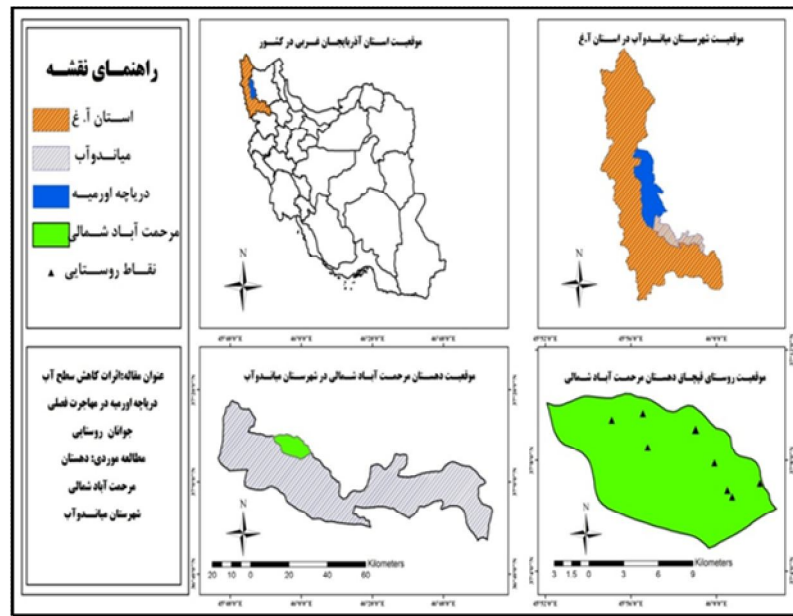 راهنمای نقشه
استان آ. غ
میاندوآب
دریاچه اورمیه
مرحمت آباد شمالی
نقاط روستایی
موقعیت استان آذربایجان غربی در کشور
N
موقعیت شهرستان میاندوآب در استان آ.غ
N
عنوان مقاله:اثرات کاهش سطح آب
دریاچه اورمیه در مهاجرت فصلی
جوانان روستایی
مطالعه موردی: دهستان
مرحمت آباد شمالی
شهرستان میاندوآب
موقعیت دهستان مرحمت آباد شمالی در شهرستان میاندوآب
N
Kilometers
20 10 0 20 40 60
موقعیت روستای قپچاق دهستان مرحمت آباد شمالی
N
Kilometers
3 1.5 0 3 6 9